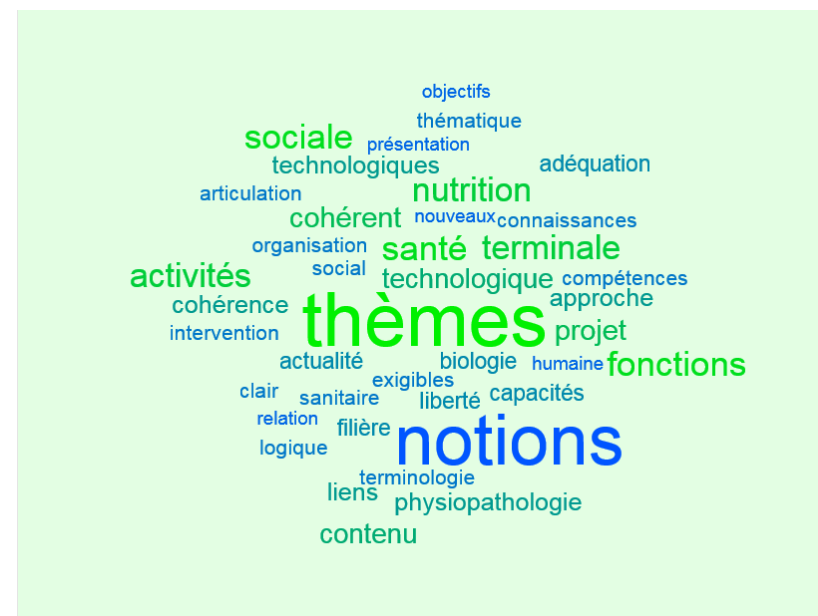 objectifs
thématique
sociale
présentation
technologiques
adéquation
nutrition
articulation
cohérent
nouveaux
connaissances
organisation
santé
terminale
social
activités
technologique
compétences
cohérence
approche
thèmes
intervention
projet
actualité
biologie
humaine
fonctions
exigibles
clair
sanitaire
liberté
capacités
relation
filière
notions
logique
terminologie
liens
physiopathologie
contenu